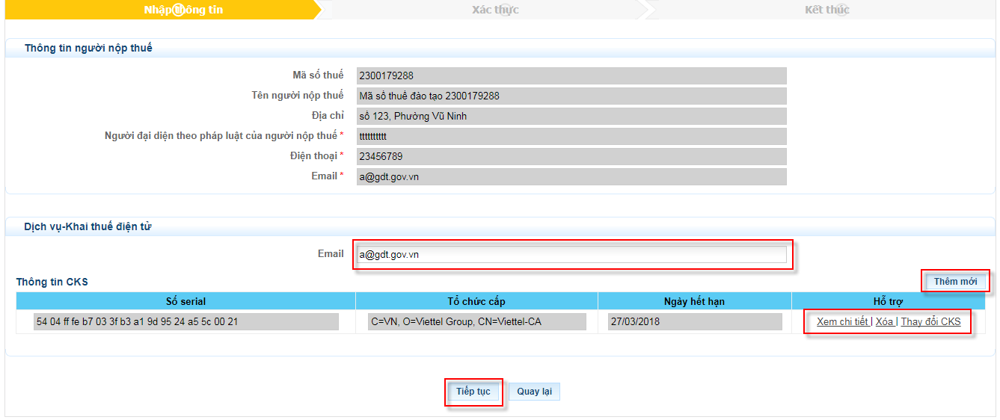 Nhập thông tin Xác thực Kết thúc
Thông tin người nộp thuế
Mã số thuế 2300179288
Tên người nộp thuế Mã số thuế đào tạo 2300179288
Địa chỉ số 123, Phường Vũ Ninh
Người đại diện theo pháp luật của người nộp thuế * tttttttttt
Điện thoại * 23456789
Email * a@gdt.gov.vn
Dịch vụ-Khai thuế điện tử
Email a@gdt.gov.vn
Thông tin CKS Thêm mới
Số serial Tổ chức cấp Ngày hết hạn Hỗ trợ
54 04 ff fe b7 03 3f b3 a1 9d 95 24 a5 5c 00 21 C=VN, O=Viettel Group, CN=Viettel-CA 27/03/2018 Xem chi tiết | Xóa | Thay đổi CKS
Tiếp tục Quay lại